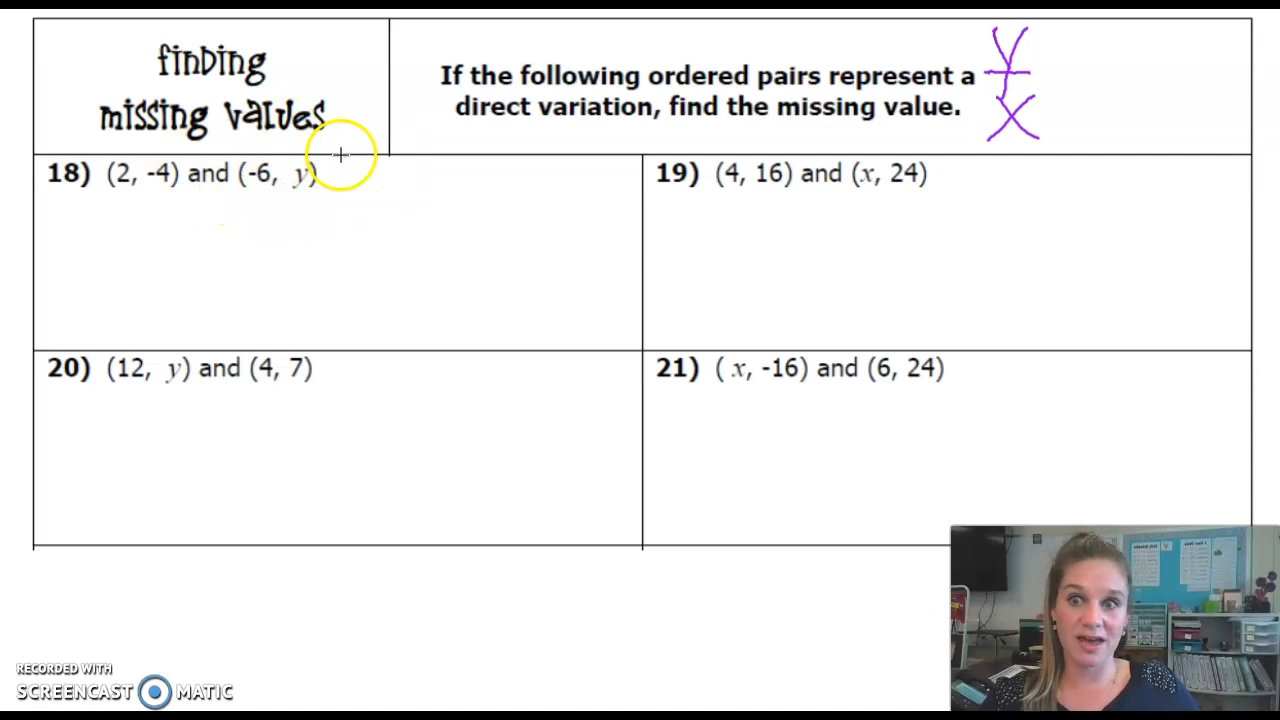 finding
missing values
If the following ordered pairs represent a
direct variation, find the missing value.
y
x
18) (2, -4) and (-6, y)
19) (4, 16) and (x, 24)
20) (12, y) and (4, 7)
21) ( x, -16) and (6, 24)
RECORDED WITH
SCREENCAST MATIC